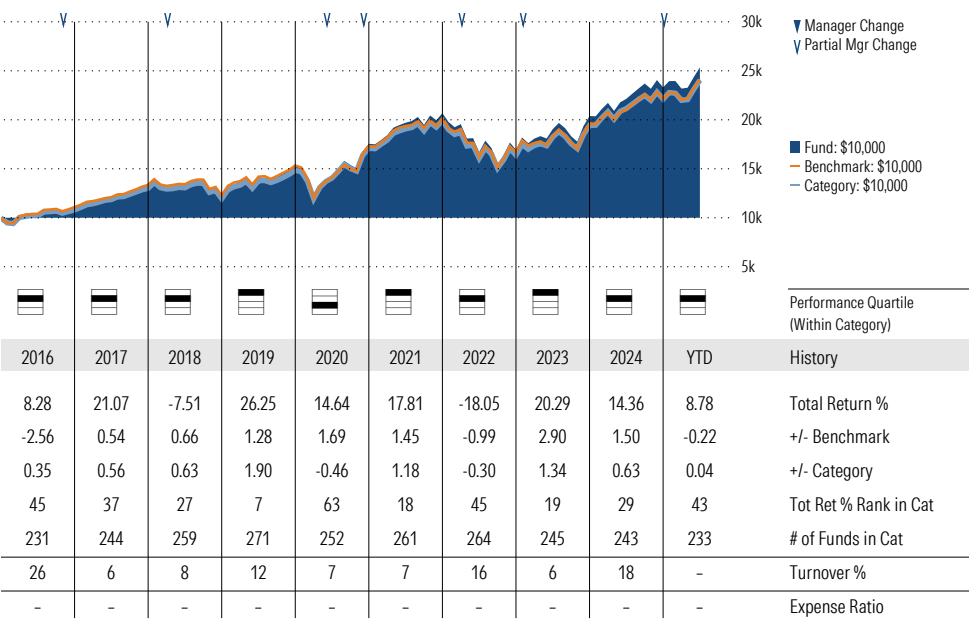 30k
▼ Manager Change
V Partial Mgr Change
25k
20k
Fund: $10,000
Benchmark: $10,000
15k
Category: $10,000
10k
5k
Performance Quartile
(Within Category)
2016 2017 2018 2019 2020 2021 2022 2023 2024 YTD History
8.28 21.07 -7.51 26.25 14.64 17.81 -18.05 20.29 14.36 8.78 Total Return %
-2.56 0.54 0.66 1.28 1.69 1.45 -0.99 2.90 1.50 -0.22 +/- Benchmark
0.35 0.56 0.63 1.90 -0.46 1.18 -0.30 1.34 0.63 0.04 +/- Category
45 37 27 7 63 18 45 19 29 43 Tot Ret % Rank in Cat
231 244 259 271 252 261 264 245 243 233 # of Funds in Cat
26 6 8 12 7 7 16 6 18 – Turnover %
– – – – – – – – – – Expense Ratio